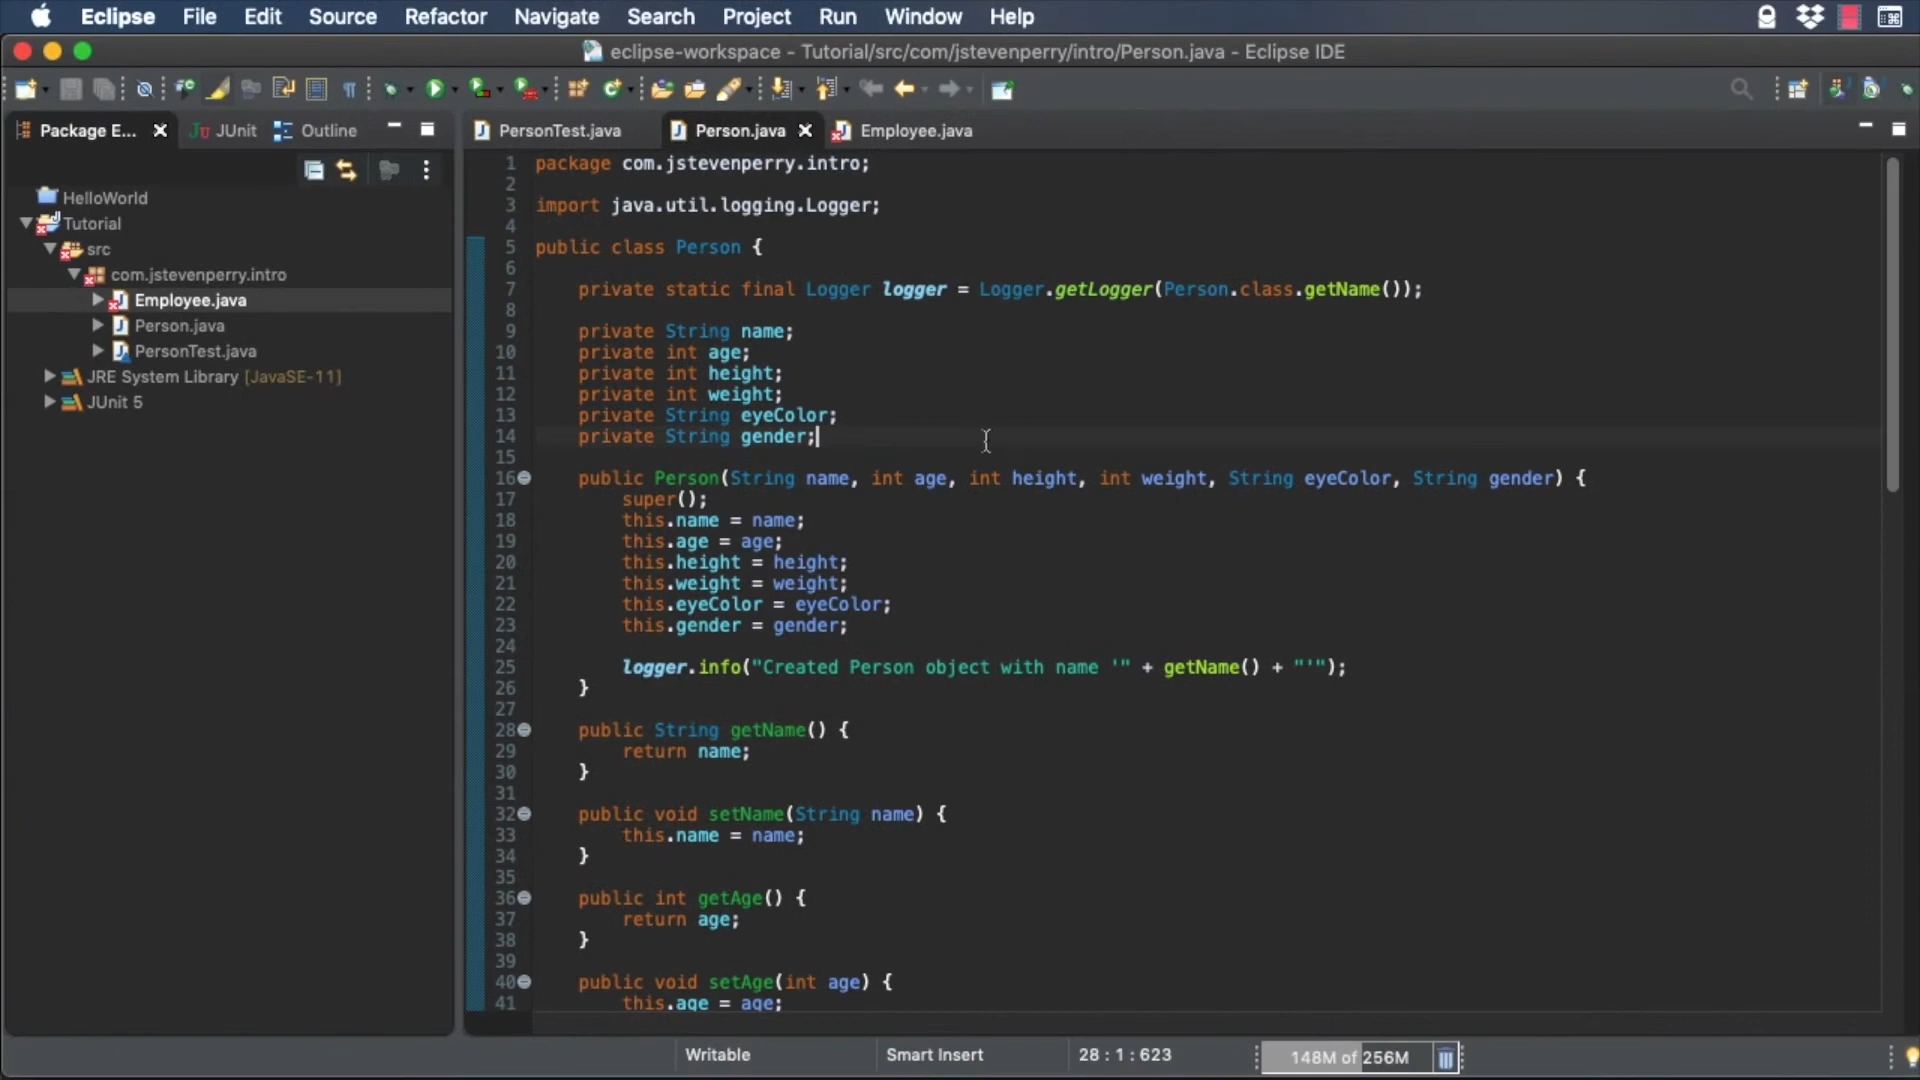 Eclipse File Edit Source Refactor Navigate Search Project Run Window Help
eclipse-workspace - Tutorial/src/com/jstevenperry/intro/Person.java - Eclipse IDE
Package E... JUnit Outline
HelloWorld
Tutorial
src
com.jstevenperry.intro
Employee.java
Person.java
PersonTest.java
JRE System Library [JavaSE-11]
JUnit 5
PersonTest.java Person.java Employee.java
1 package com.jstevenperry.intro;
2
3 import java.util.logging.Logger;
4
5 public class Person {
6
7 private static final Logger logger = Logger.getLogger(Person.class.getName());
8
9 private String name;
10 private int age;
11 private int height;
12 private int weight;
13 private String eyeColor;
14 private String gender;
15
16 public Person(String name, int age, int height, int weight, String eyeColor, String gender) {
17 super();
18 this.name = name;
19 this.age = age;
20 this.height = height;
21 this.weight = weight;
22 this.eyeColor = eyeColor;
23 this.gender = gender;
24
25 logger.info("Created Person object with name '" + getName() + "'");
26 }
27
28 public String getName() {
29 return name;
30 }
31
32 public void setName(String name) {
33 this.name = name;
34 }
35
36 public int getAge() {
37 return age;
38 }
39
40 public void setAge(int age) {
41 this.age = age;
Writable Smart Insert 28 : 1 : 623 148M of 256M